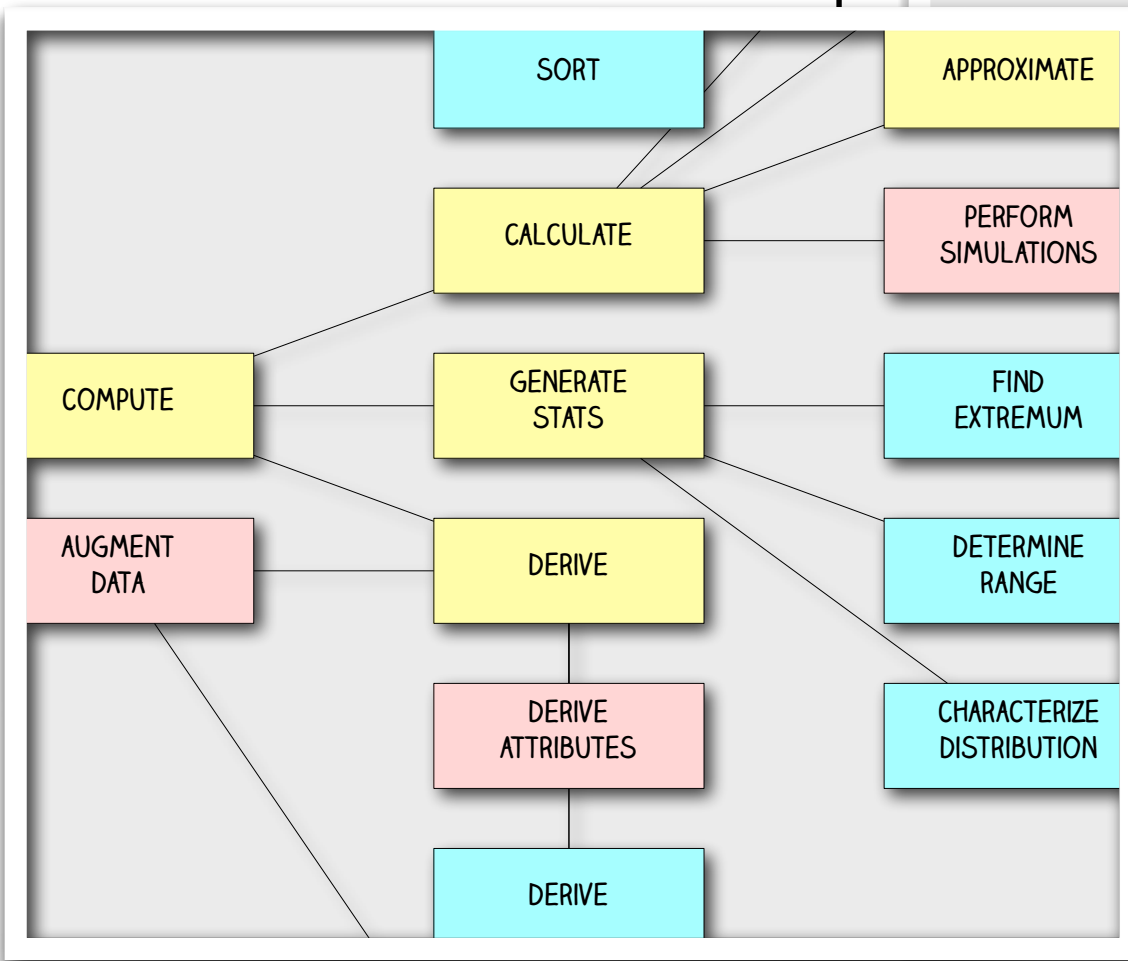 SORT
APPROXIMATE
CALCULATE
PERFORM
SIMULATIONS
COMPUTE
GENERATE
STATS
FIND
EXTREMUM
AUGMENT
DATA
DERIVE
DETERMINE
RANGE
DERIVE
ATTRIBUTES
CHARACTERIZE
DISTRIBUTION
DERIVE